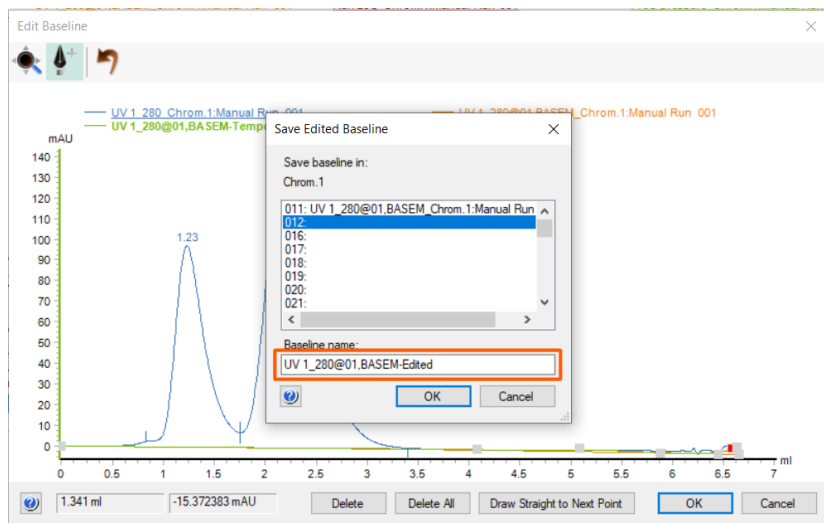 Edit Baseline
UV 1_280_Chrom.1:Manual Run 001
UV 1_280@01,BASEM_Chrom.1:Manual Run 001
UV 1_280@01,BASEM-Tempo
mAU
140
130
120
110
100
90
80
70
60
50
40
30
20
10
0
1.23
0 0.5 1 1.5 2 2.5 3 3.5 4 4.5 5 5.5 6 6.5 7 ml
Save Edited Baseline
Save baseline in:
Chrom.1
011: UV 1_280@01,BASEM_Chrom.1:Manual Run
012:
016:
017:
018:
019:
020:
021:
Baseline name:
UV 1_280@01,BASEM-Edited
OK Cancel
1.341 ml -15.372383 mAU Delete Delete All Draw Straight to Next Point OK Cancel